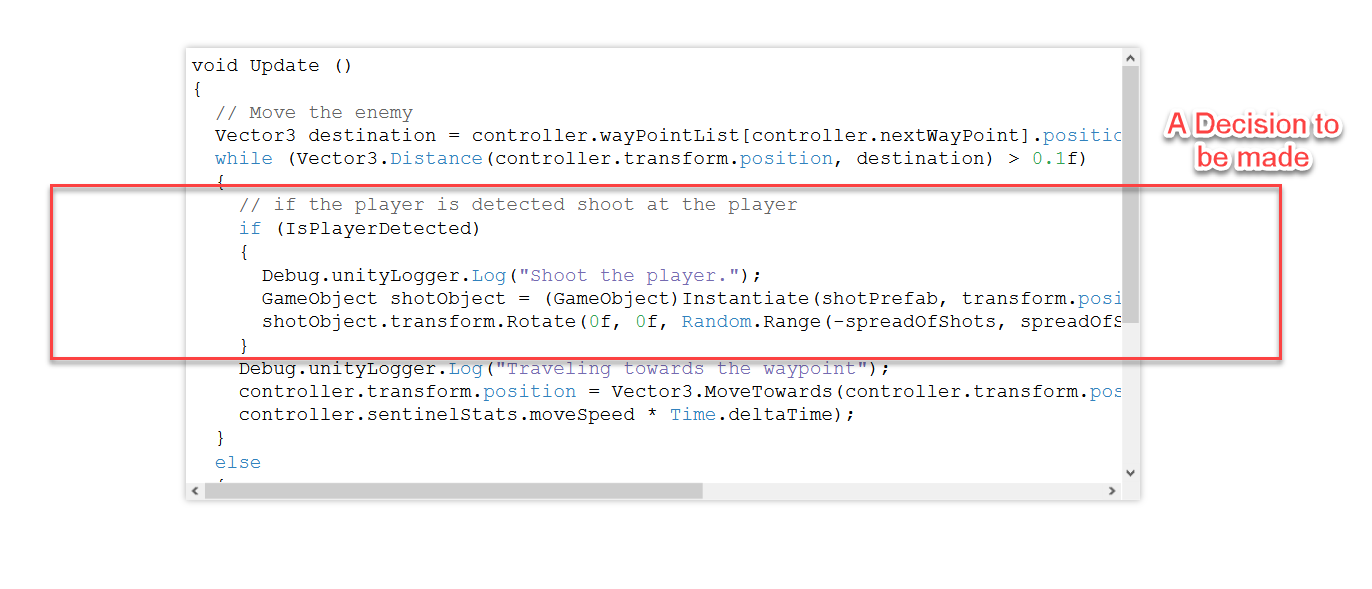 void Update ()
{
// Move the enemy
Vector3 destination = controller.wayPointList[controller.nextWayPoint].positic
while (Vector3.Distance(controller.transform.position, destination) > 0.1f)
{
// if the player is detected shoot at the player
if (IsPlayerDetected)
{
Debug.unityLogger.Log("Shoot the player.");
GameObject shotObject = (GameObject)Instantiate(shotPrefab, transform.posi
shotObject.transform.Rotate(0f, 0f, Random.Range(-spreadOfShots, spreadOfS
}
Debug.unityLogger.Log("Traveling towards the waypoint");
controller.transform.position = Vector3.MoveTowards(controller.transform.pos
controller.sentinelStats.moveSpeed * Time.deltaTime);
}
else
{
A Decision to
be made